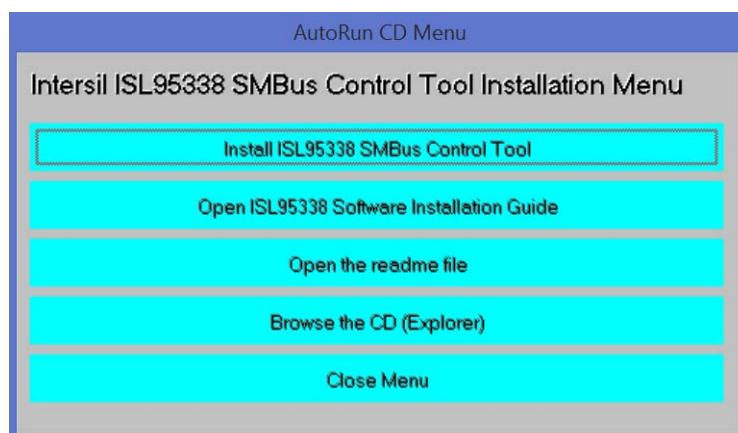 AutoRun CD Menu
Intersil ISL95338 SMBus Control Tool Installation Menu
Install ISL95338 SMBus Control Tool
Open ISL95338 Software Installation Guide
Open the readme file
Browse the CD (Explorer)
Close Menu